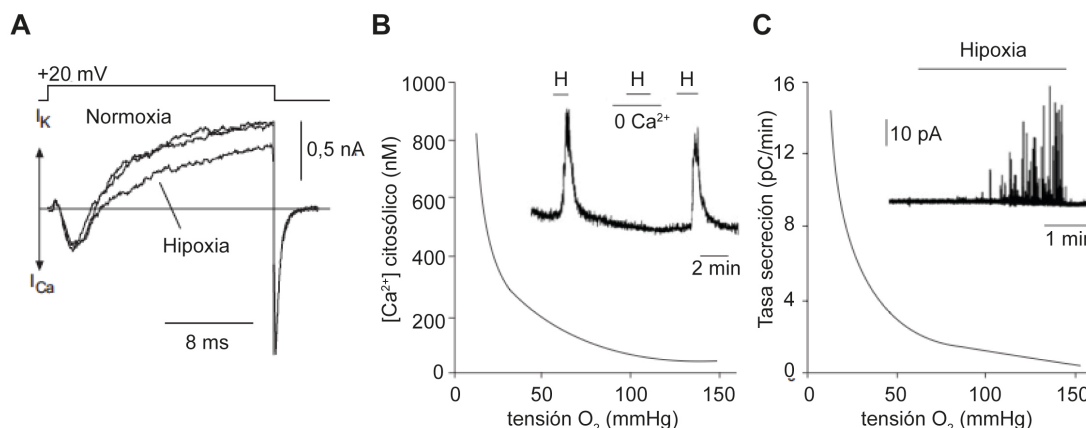 A
+20 mV
I_K
Normoxia
0,5 nA
Hipoxia
I_Ca
8 ms
B
[Ca²⁺] citosólico (nM)
1000
800
600
400
200
0
H H H
0 Ca²⁺
2 min
0 50 100 150
tensión O₂ (mmHg)
C
Hipoxia
Tasa secreción (pC/min)
16
12
8
4
10 pA
1 min
0 50 100 150
tensión O₂ (mmHg)